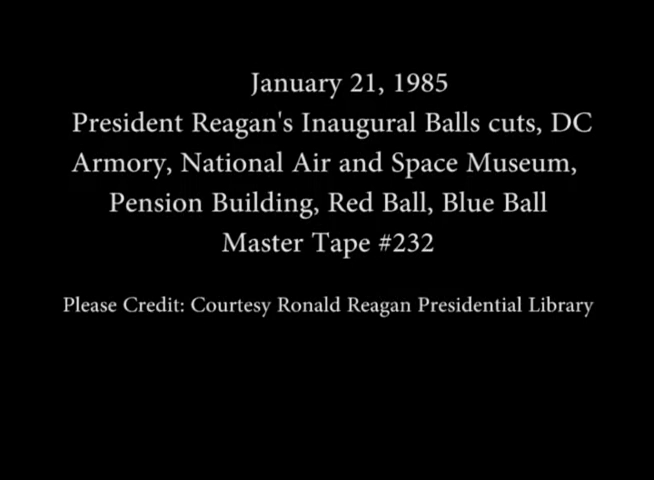 January 21, 1985
President Reagan's Inaugural Balls cuts, DC
Armory, National Air and Space Museum,
Pension Building, Red Ball, Blue Ball
Master Tape #232
Please Credit: Courtesy Ronald Reagan Presidential Library